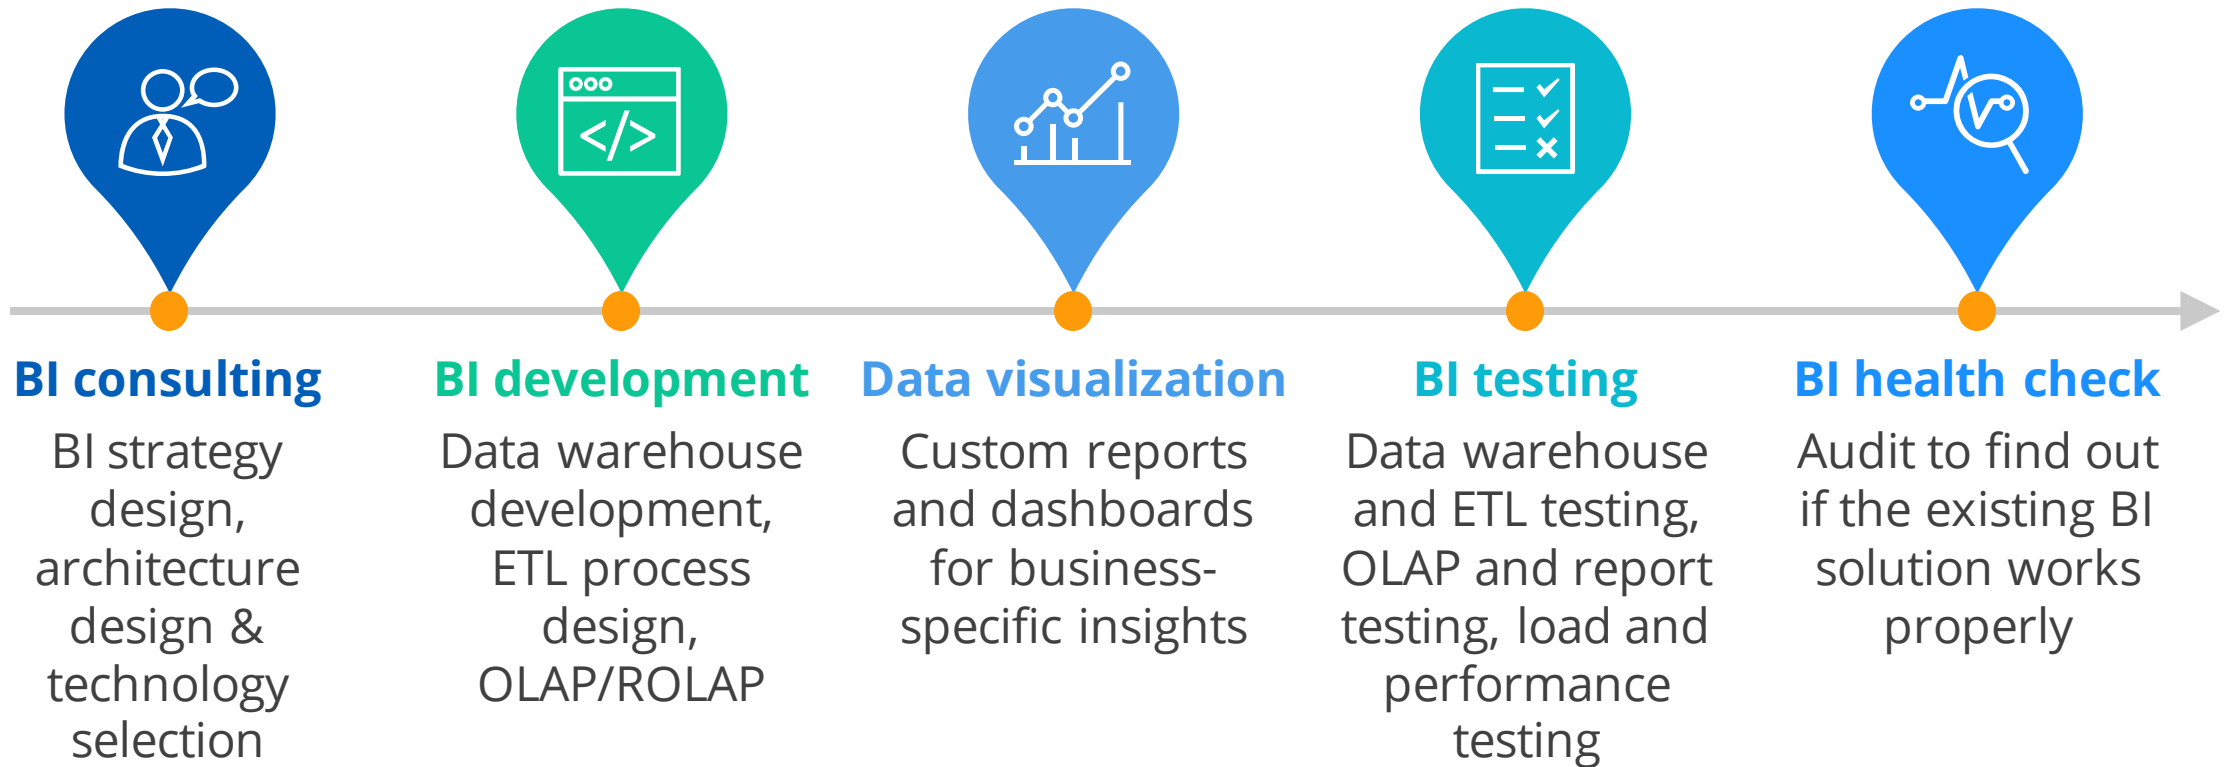 </>
BI consulting
BI strategy
design,
architecture
design &
technology
selection
BI development
Data warehouse
development,
ETL process
design,
OLAP/ROLAP
Data visualization
Custom reports
and dashboards
for business-
specific insights
BI testing
Data warehouse
and ETL testing,
OLAP and report
testing, load and
performance
testing
BI health check
Audit to find out
if the existing BI
solution works
properly